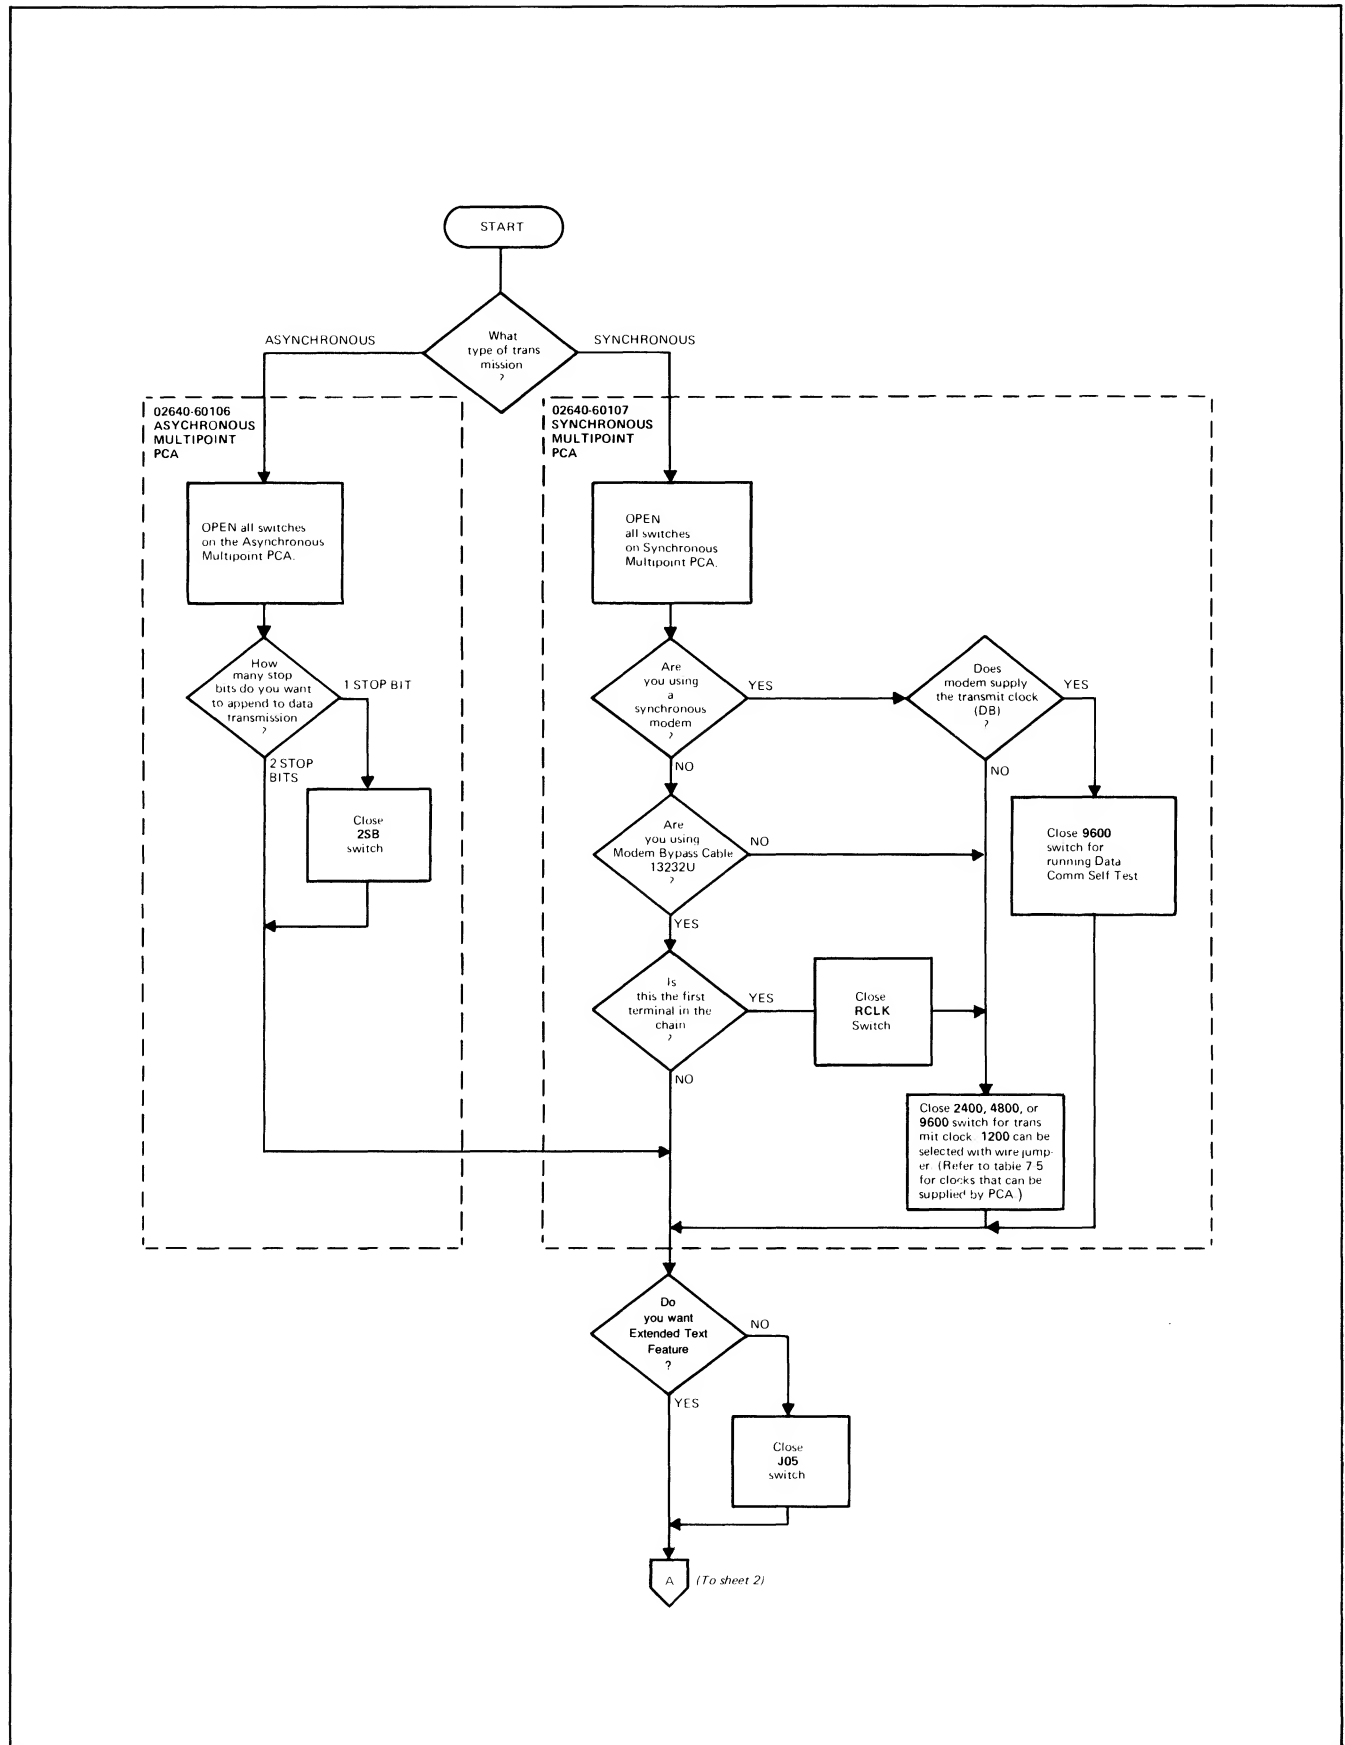 START
What
type of trans
mission
?
ASYNCHRONOUS
SYNCHRONOUS
02640-60106
ASYCHRONOUS
MULTIPOINT
PCA
OPEN all switches
on the Asynchronous
Multipoint PCA.
How
many stop
bits do you want
to append to data
transmission
?
1 STOP BIT
2 STOP
BITS
Close
2SB
switch
02640-60107
SYNCHRONOUS
MULTIPOINT
PCA
OPEN
all switches
on Synchronous
Multipoint PCA.
Are
you using
a
synchronous
modem
?
YES
NO
Does
modem supply
the transmit clock
(DB)
?
YES
NO
Close 9600
switch for
running Data
Comm Self Test
Are
you using
Modem Bypass Cable
13232U
?
NO
YES
Is
this the first
terminal in the
chain
?
YES
NO
Close
RCLK
Switch
Close 2400, 4800, or
9600 switch for trans
mit clock 1200 can be
selected with wire jump-
er. (Refer to table 7 5
for clocks that can be
supplied by PCA )
Do
you want
Extended Text
Feature
?
NO
YES
Close
J05
switch
A
(To sheet 2)